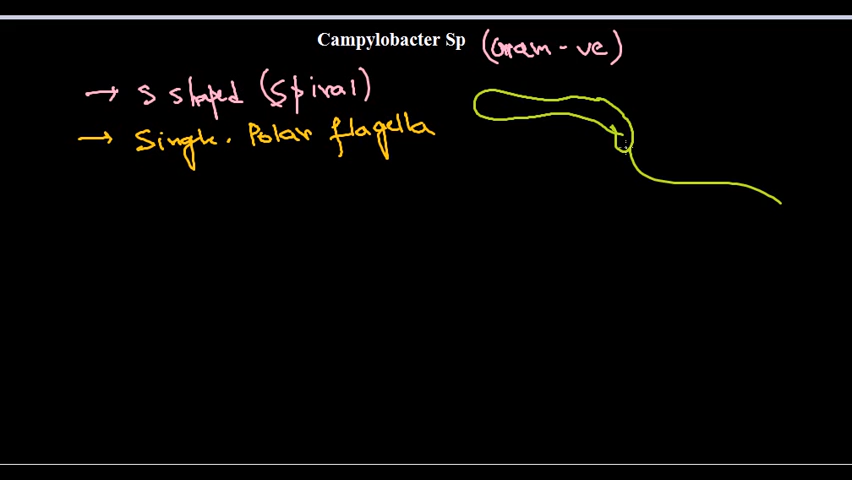 Campylobacter Sp (Gram - ve)
→ S shaped (Spiral)
→ Single. Polar flagella